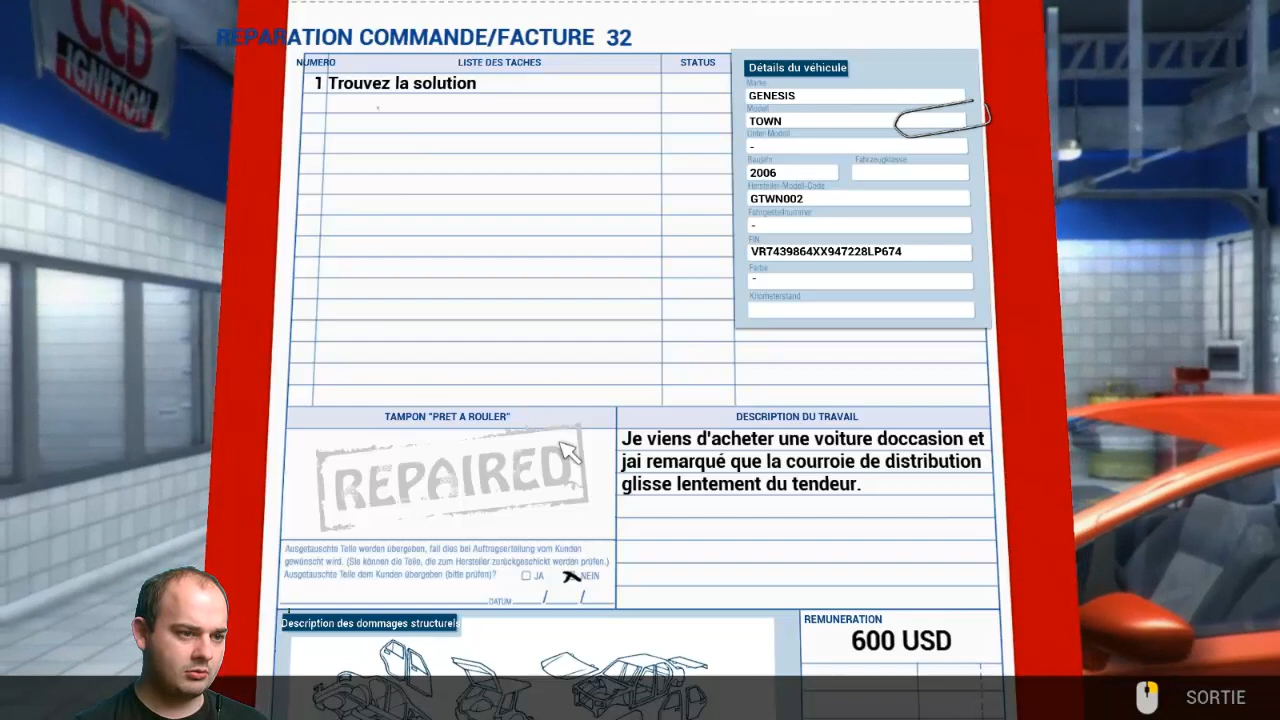 CCD
IGNITION
REPARATION COMMANDE/FACTURE 32
NUMERO LISTE DES TACHES STATUS
1 Trouvez la solution
Détails du véhicule
Marke
GENESIS
Modell
TOWN
Unter-Modell
-
Baujahr Fahrzeugklasse
2006
Hersteller-Modell-Code
GTWN002
Fahrgestellnummer
-
FIN
VR7439864XX947228LP674
Farbe
-
Kilometerstand
TAMPON "PRET A ROULER" DESCRIPTION DU TRAVAIL
REPAIRED
Je viens d'acheter une voiture doccasion et
jai remarqué que la courroie de distribution
glisse lentement du tendeur.
Ausgetauschte Teile werden übergeben, fall dies bei Auftragserteilung vom Kunden
gewünscht wird. (Sie können die Teile, die zum Hersteller zurückgeschickt werden prüfen.)
Ausgetauschte Teile dem Kunden übergeben (bitte prüfen)? JA NEIN
DATUM / /
Description des dommages structurels
REMUNERATION
600 USD
SORTIE